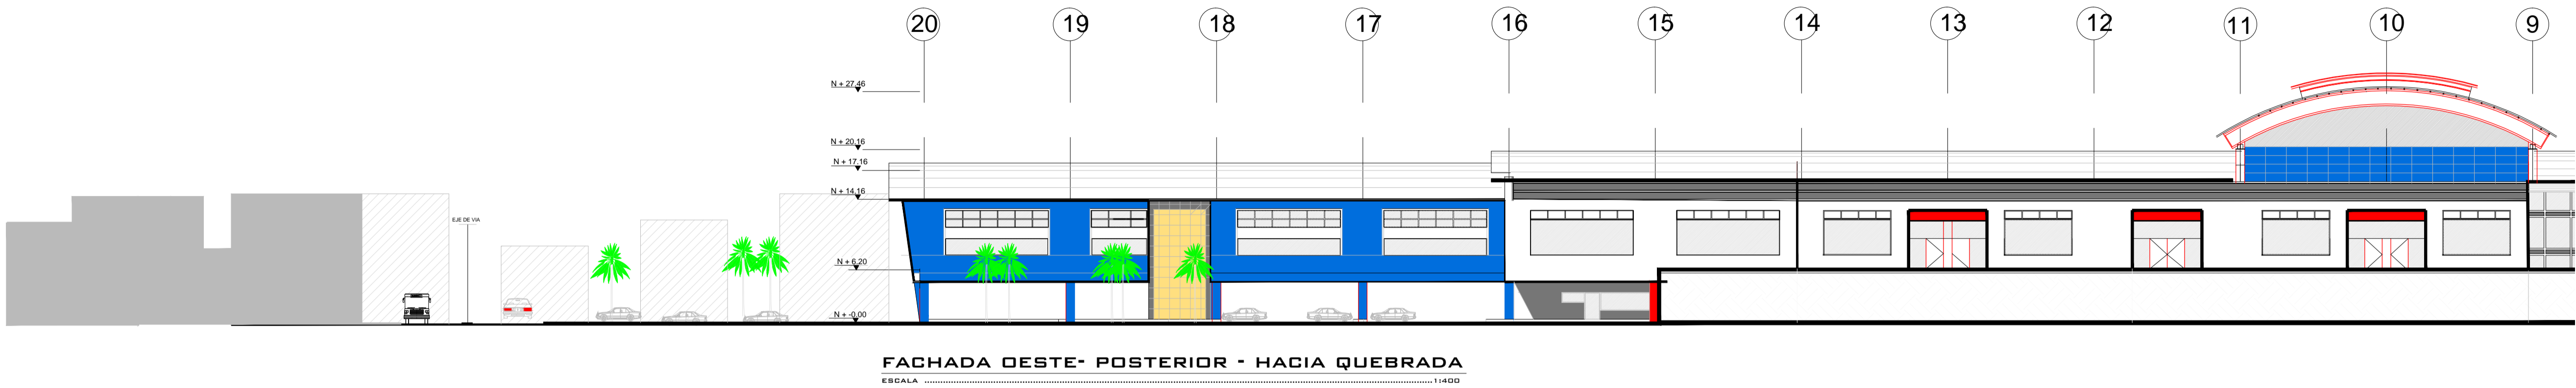 20 19 18 17 16 15 14 13 12 11 10 9
N + 27.46
N + 20.16
N + 17.16
N + 14.16
EJE DE VIA
N + 6.20
N + -0.00
FACHADA OESTE- POSTERIOR - HACIA QUEBRADA
ESCALA ........................................................................................................................ 1:400